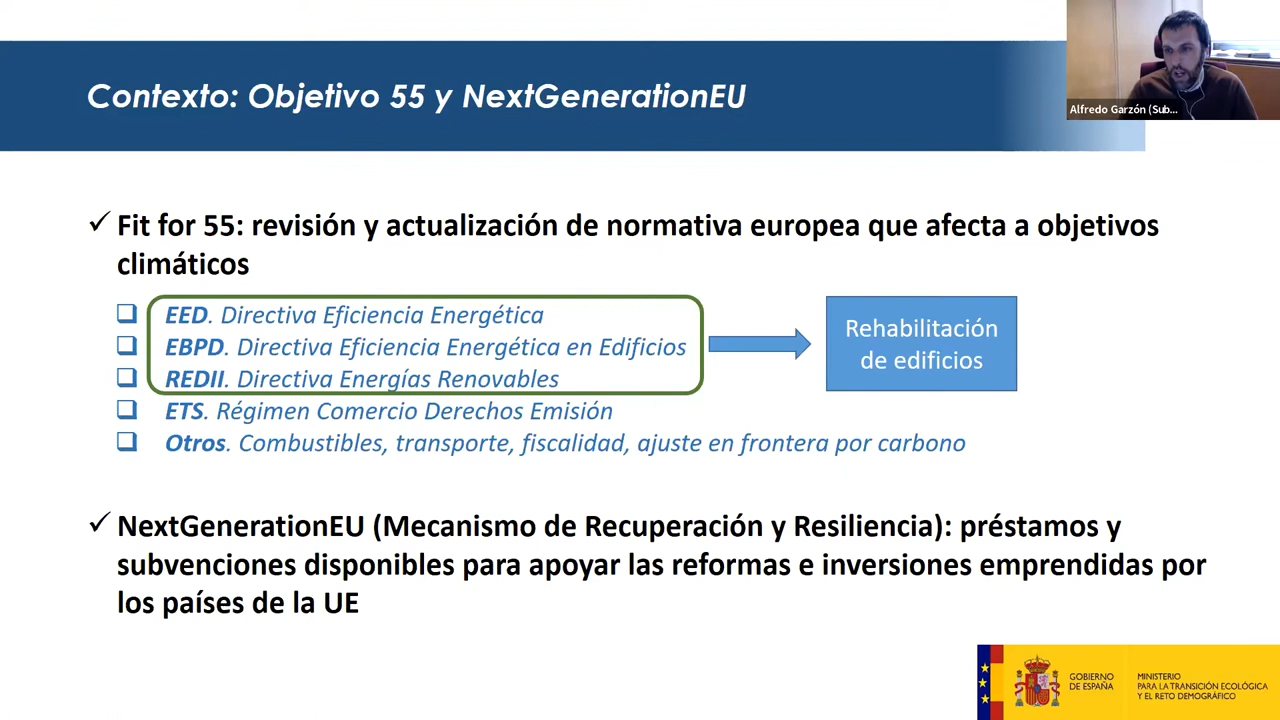 Contexto: Objetivo 55 y NextGenerationEU
Alfredo Garzón (Sub...
✓ Fit for 55: revisión y actualización de normativa europea que afecta a objetivos
climáticos
❑ EED. Directiva Eficiencia Energética
❑ EBPD. Directiva Eficiencia Energética en Edificios
❑ REDII. Directiva Energías Renovables
❑ ETS. Régimen Comercio Derechos Emisión
❑ Otros. Combustibles, transporte, fiscalidad, ajuste en frontera por carbono
Rehabilitación
de edificios
✓ NextGenerationEU (Mecanismo de Recuperación y Resiliencia): préstamos y
subvenciones disponibles para apoyar las reformas e inversiones emprendidas por
los países de la UE
GOBIERNO
DE ESPAÑA
MINISTERIO
PARA LA TRANSICIÓN ECOLÓGICA
Y EL RETO DEMOGRÁFICO